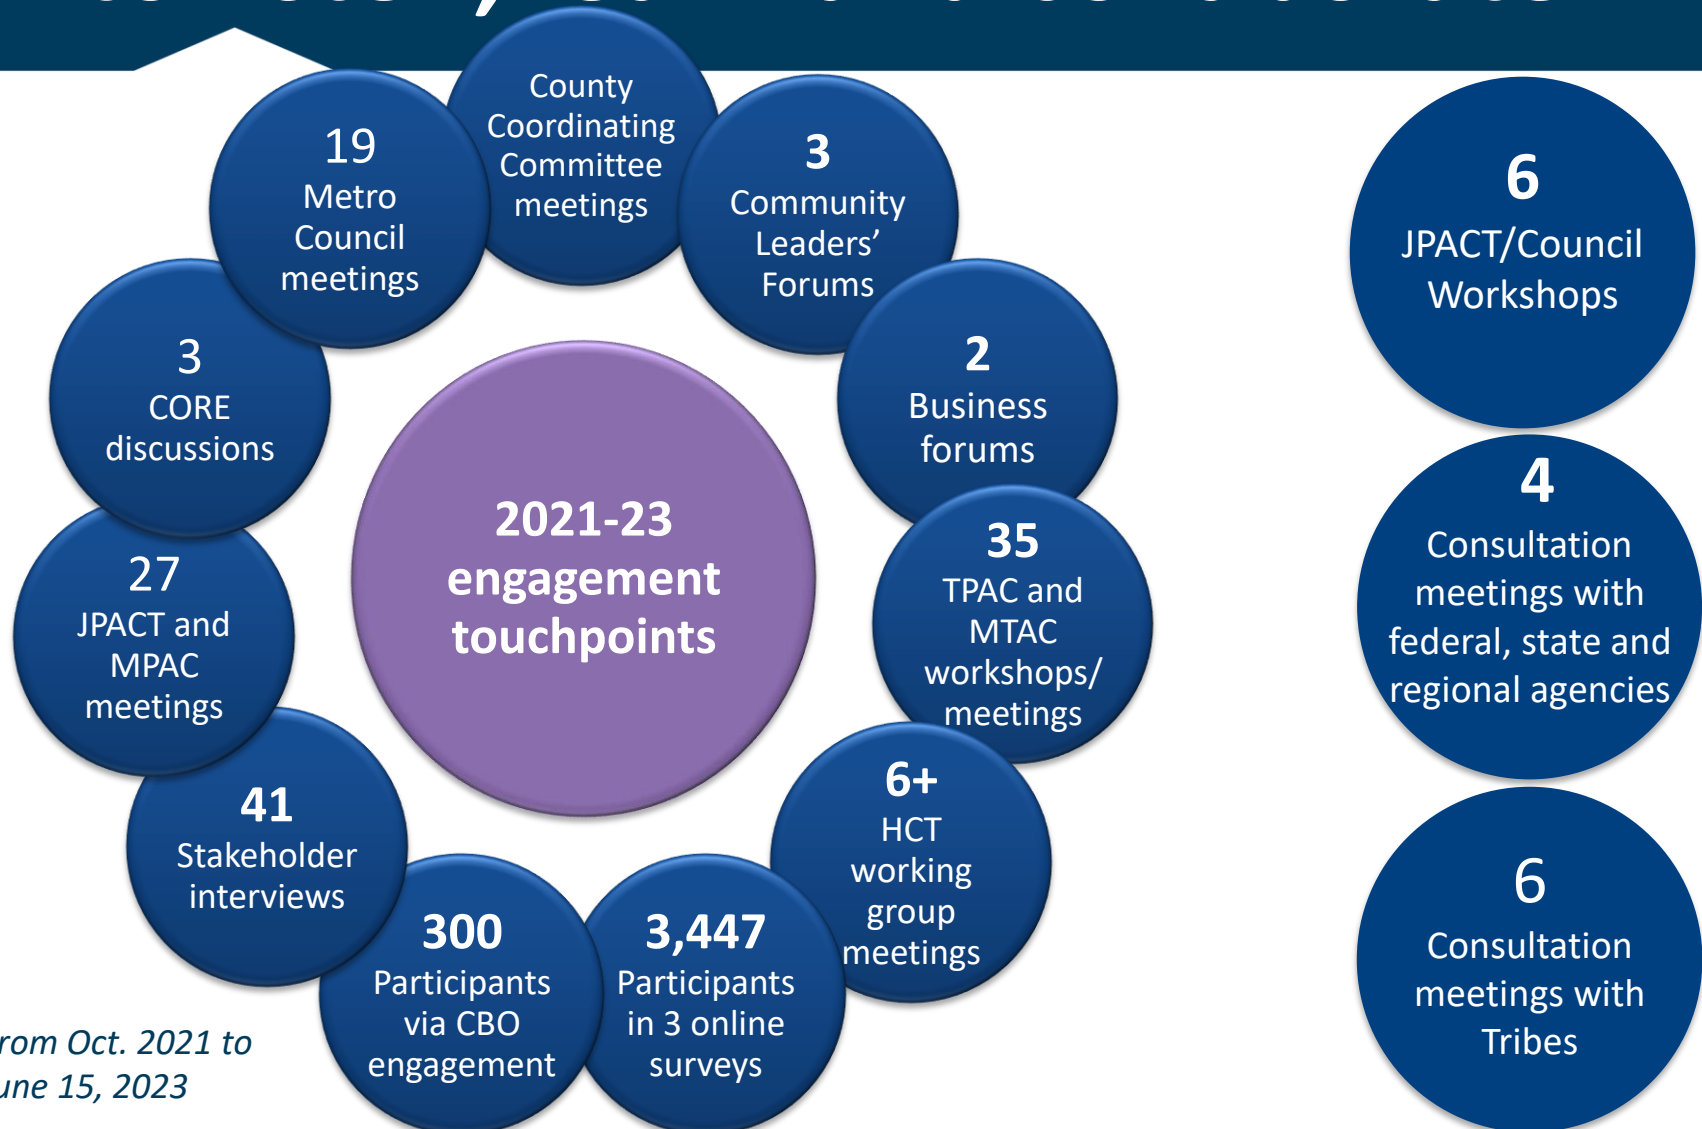 County
Coordinating
Committee
meetings
3
Community
Leaders’
Forums
2
Business
forums
35
TPAC and
MTAC
workshops/
meetings
6+
HCT
working
group
meetings
3,447
Participants
in 3 online
surveys
300
Participants
via CBO
engagement
41
Stakeholder
interviews
27
JPACT and
MPAC
meetings
3
CORE
discussions
19
Metro
Council
meetings
2021-23
engagement
touchpoints
6
JPACT/Council
Workshops
4
Consultation
meetings with
federal, state and
regional agencies
6
Consultation
meetings with
Tribes
rom Oct. 2021 to
une 15, 2023